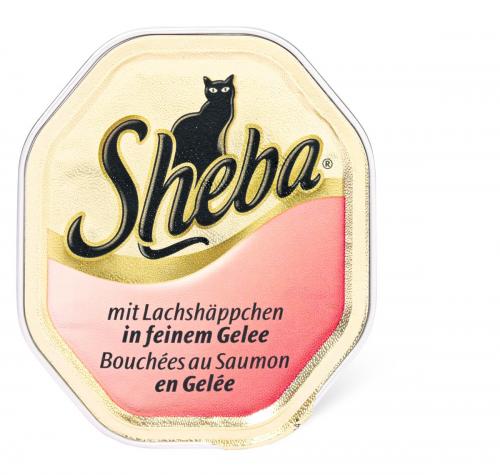 Sheba®
mit Lachshäppchen
in feinem Gelee
Bouchées au Saumon
en Gelée